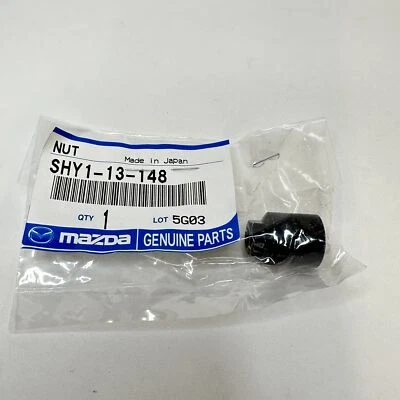 NUT
Made in Japan
SHY1-13-148
QTY 1 LOT 5G03
mazda GENUINE PARTS